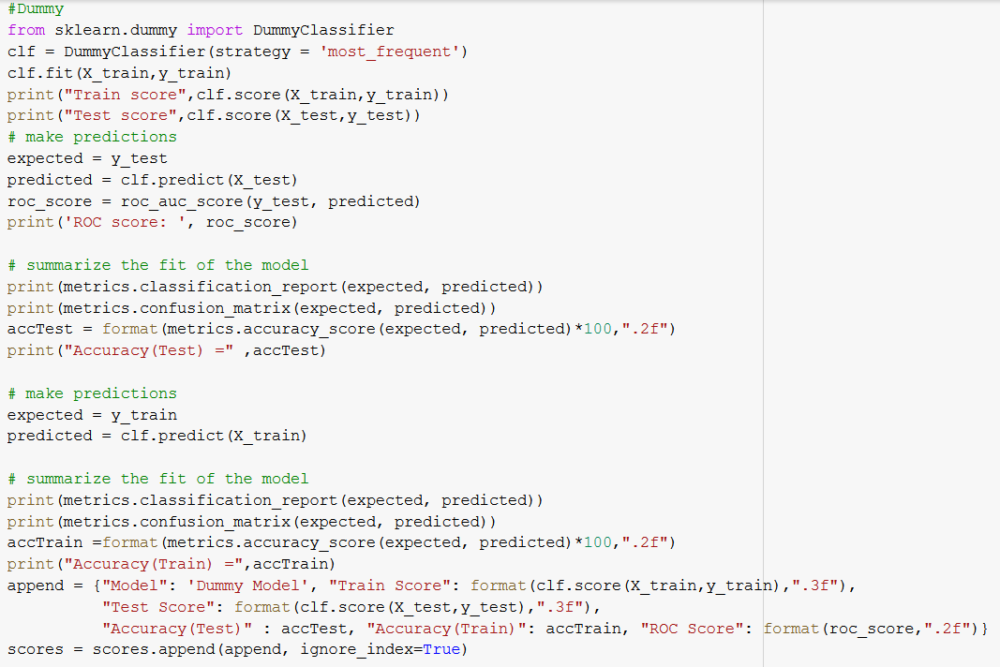 #Dummy
from sklearn.dummy import DummyClassifier
clf = DummyClassifier(strategy = 'most_frequent')
clf.fit(X_train,y_train)
print("Train score",clf.score(X_train,y_train))
print("Test score",clf.score(X_test,y_test))
# make predictions
expected = y_test
predicted = clf.predict(X_test)
roc_score = roc_auc_score(y_test, predicted)
print('ROC score: ', roc_score)

# summarize the fit of the model
print(metrics.classification_report(expected, predicted))
print(metrics.confusion_matrix(expected, predicted))
accTest = format(metrics.accuracy_score(expected, predicted)*100,".2f")
print("Accuracy(Test) =" ,accTest)

# make predictions
expected = y_train
predicted = clf.predict(X_train)

# summarize the fit of the model
print(metrics.classification_report(expected, predicted))
print(metrics.confusion_matrix(expected, predicted))
accTrain =format(metrics.accuracy_score(expected, predicted)*100,".2f")
print("Accuracy(Train) =",accTrain)
append = {"Model": 'Dummy Model', "Train Score": format(clf.score(X_train,y_train),".3f"),
          "Test Score": format(clf.score(X_test,y_test),".3f"),
          "Accuracy(Test)" : accTest, "Accuracy(Train)": accTrain, "ROC Score": format(roc_score,".2f")}
scores = scores.append(append, ignore_index=True)